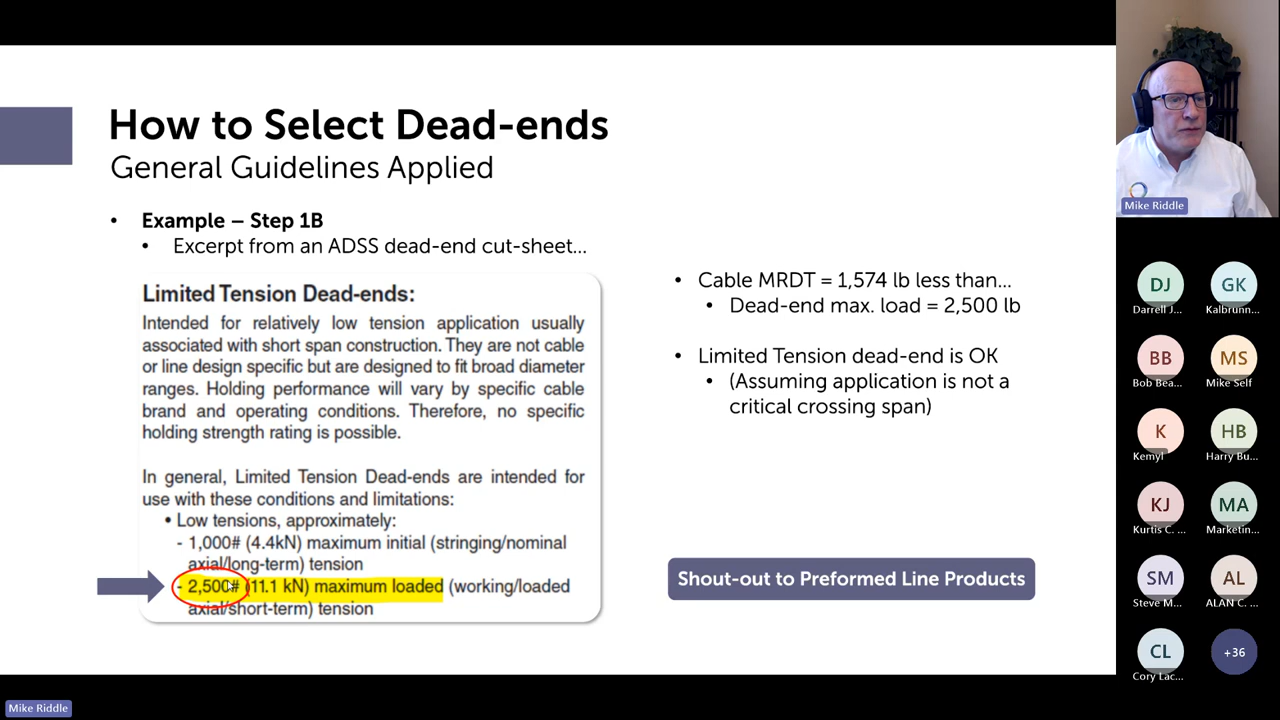 How to Select Dead-ends
General Guidelines Applied
• Example – Step 1B
• Excerpt from an ADSS dead-end cut-sheet...
Limited Tension Dead-ends:
Intended for relatively low tension application usually
associated with short span construction. They are not cable
or line design specific but are designed to fit broad diameter
ranges. Holding performance will vary by specific cable
brand and operating conditions. Therefore, no specific
holding strength rating is possible.
In general, Limited Tension Dead-ends are intended for
use with these conditions and limitations:
• Low tensions, approximately:
- 1,000# (4.4kN) maximum initial (stringing/nominal
axial/long-term) tension
- 2,500# (11.1 kN) maximum loaded (working/loaded
axial/short-term) tension
• Cable MRDT = 1,574 lb less than...
• Dead-end max. load = 2,500 lb
• Limited Tension dead-end is OK
• (Assuming application is not a
critical crossing span)
Shout-out to Preformed Line Products
Mike Riddle
DJ
Darrell J...
GK
Kalbrunn...
BB
Bob Bea...
MS
Mike Self
K
Kemyl
HB
Harry Bu...
KJ
Kurtis C. ...
MA
Marketin...
SM
Steve M...
AL
ALAN C. ...
CL
Cory Lac...
+36
Mike Riddle